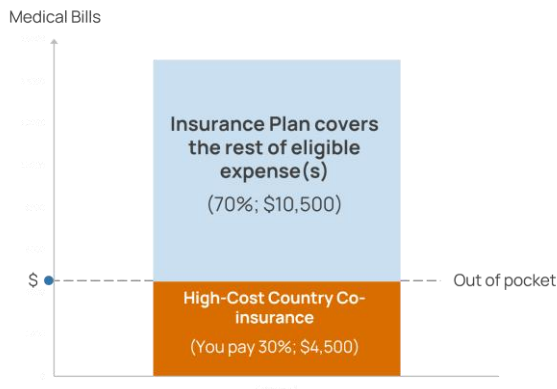 Medical Bills
Insurance Plan covers
the rest of eligible
expense(s)
(70%; $10,500)
$
Out of pocket
High-Cost Country Co-
insurance
(You pay 30%; $4,500)